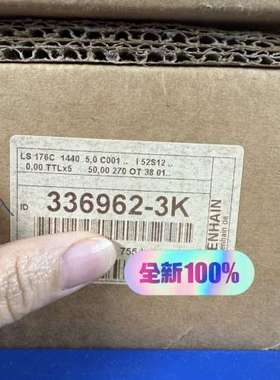 LS 176C 1440 5,0 C001 .. I 52S12 ..
..0,00 TTLx5 50,00 270 OT 38 01..
ID 336962-3K
755
ENHAIN
全新100%